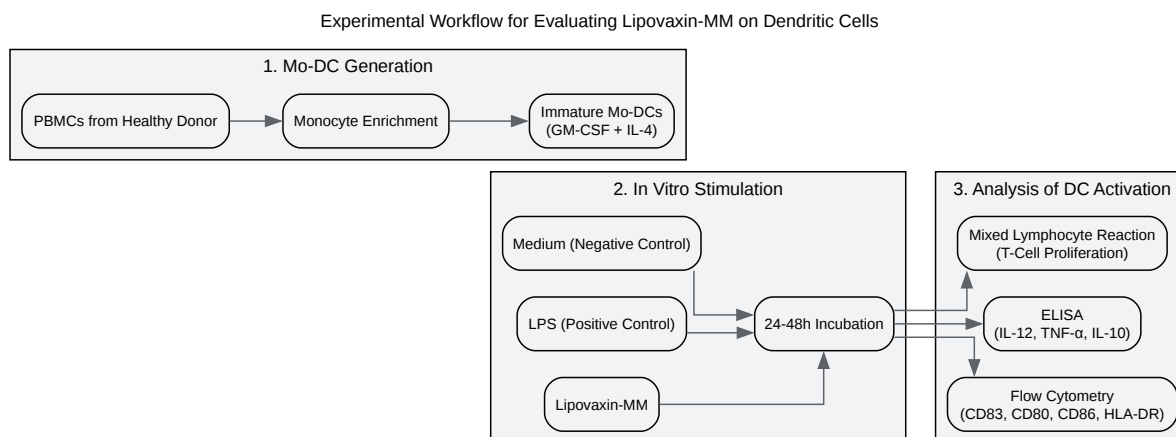 Experimental Workflow for Evaluating Lipovaxin-MM on Dendritic Cells
1. Mo-DC Generation
PBMCs from Healthy Donor
Monocyte Enrichment
Immature Mo-DCs
(GM-CSF + IL-4)
2. In Vitro Stimulation
Medium (Negative Control)
LPS (Positive Control)
Lipovaxin-MM
24-48h Incubation
3. Analysis of DC Activation
Mixed Lymphocyte Reaction
(T-Cell Proliferation)
ELISA
(IL-12, TNF-α, IL-10)
Flow Cytometry
(CD83, CD80, CD86, HLA-DR)